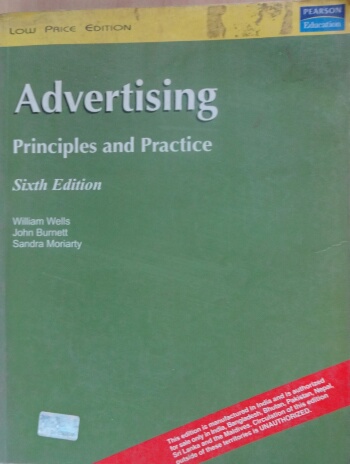 LOW PRICE EDITION
PEARSON
Education
Advertising
Principles and Practice
Sixth Edition
William Wells
John Burnett
Sandra Moriarty
This edition is manufactured in India and is authorized
for sale only in India, Bangladesh, Bhutan, Pakistan, Nepal,
Sri Lanka and the Maldives. Circulation of this edition
outside of these territories is UNAUTHORIZED.